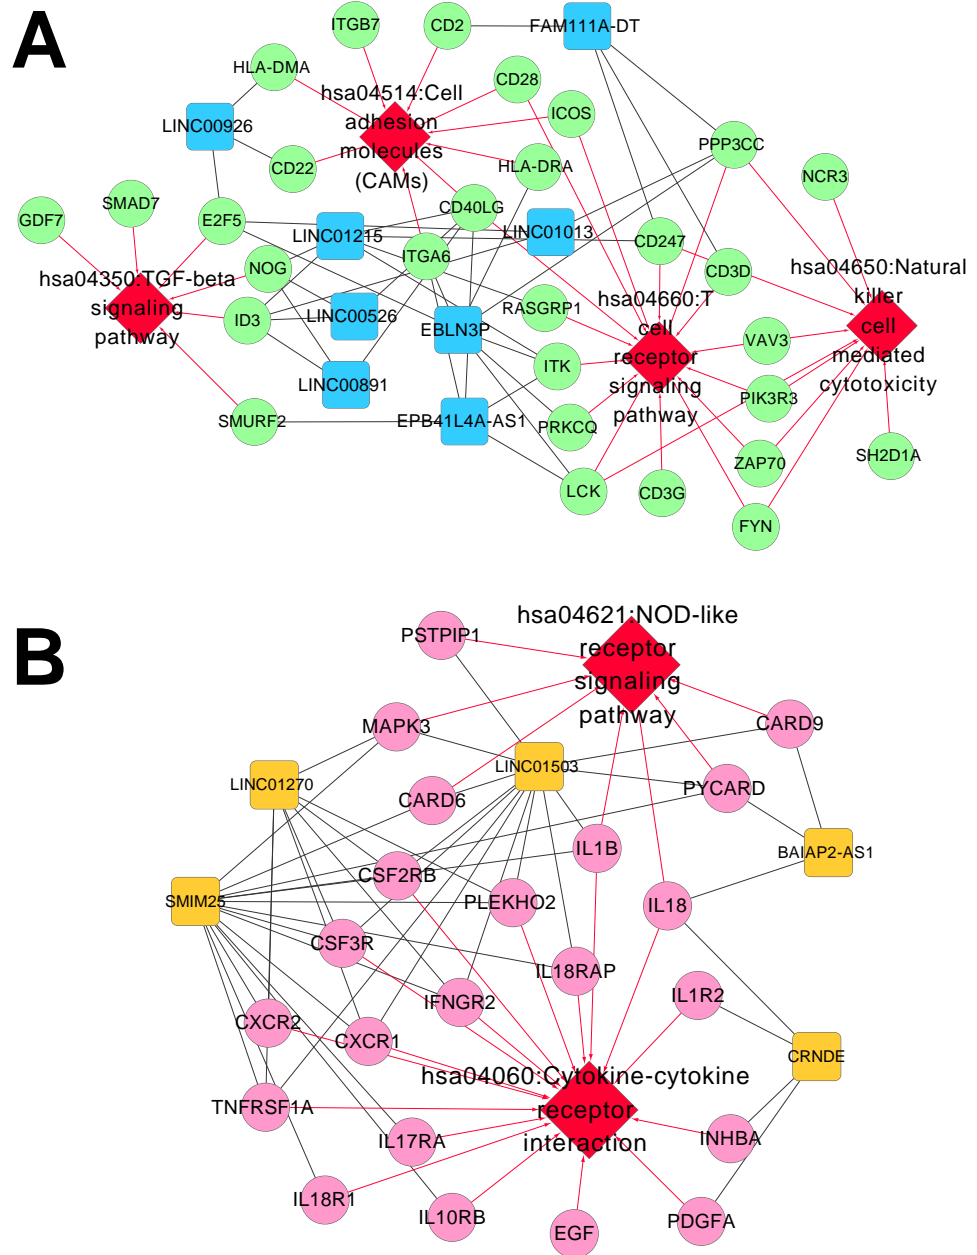 A
ITGB7
CD2
FAM111A-DT
HLA-DMA
CD28
hsa04514:Cell
adhesion
molecules
(CAMs)
ICOS
LINC00926
PPP3CC
CD22
HLA-DRA
NCR3
GDF7
SMAD7
E2F5
CD40LG
LINC01215
LINC01013
CD247
ITGA6
NOG
CD3D
hsa04350:TGF-beta
signaling
pathway
hsa04650:Natural
killer
cell
mediated
cytotoxicity
ID3
LINC00526
EBLN3P
RASGRP1
hsa04660:T
cell
receptor
signaling
pathway
VAV3
ITK
LINC00891
PIK3R3
SMURF2
EPB41L4A-AS1
PRKCQ
ZAP70
SH2D1A
LCK
CD3G
FYN
B
hsa04621:NOD-like
receptor
signaling
pathway
PSTPIP1
MAPK3
CARD9
LINC01270
LINC01503
CARD6
PYCARD
IL1B
BAIAP2-AS1
CSF2RB
SMIM25
PLEKHO2
IL18
CSF3R
IL18RAP
IFNGR2
IL1R2
CXCR2
CXCR1
CRNDE
hsa04060:Cytokine-cytokine
receptor
interaction
TNFRSF1A
IL17RA
INHBA
IL18R1
IL10RB
EGF
PDGFA